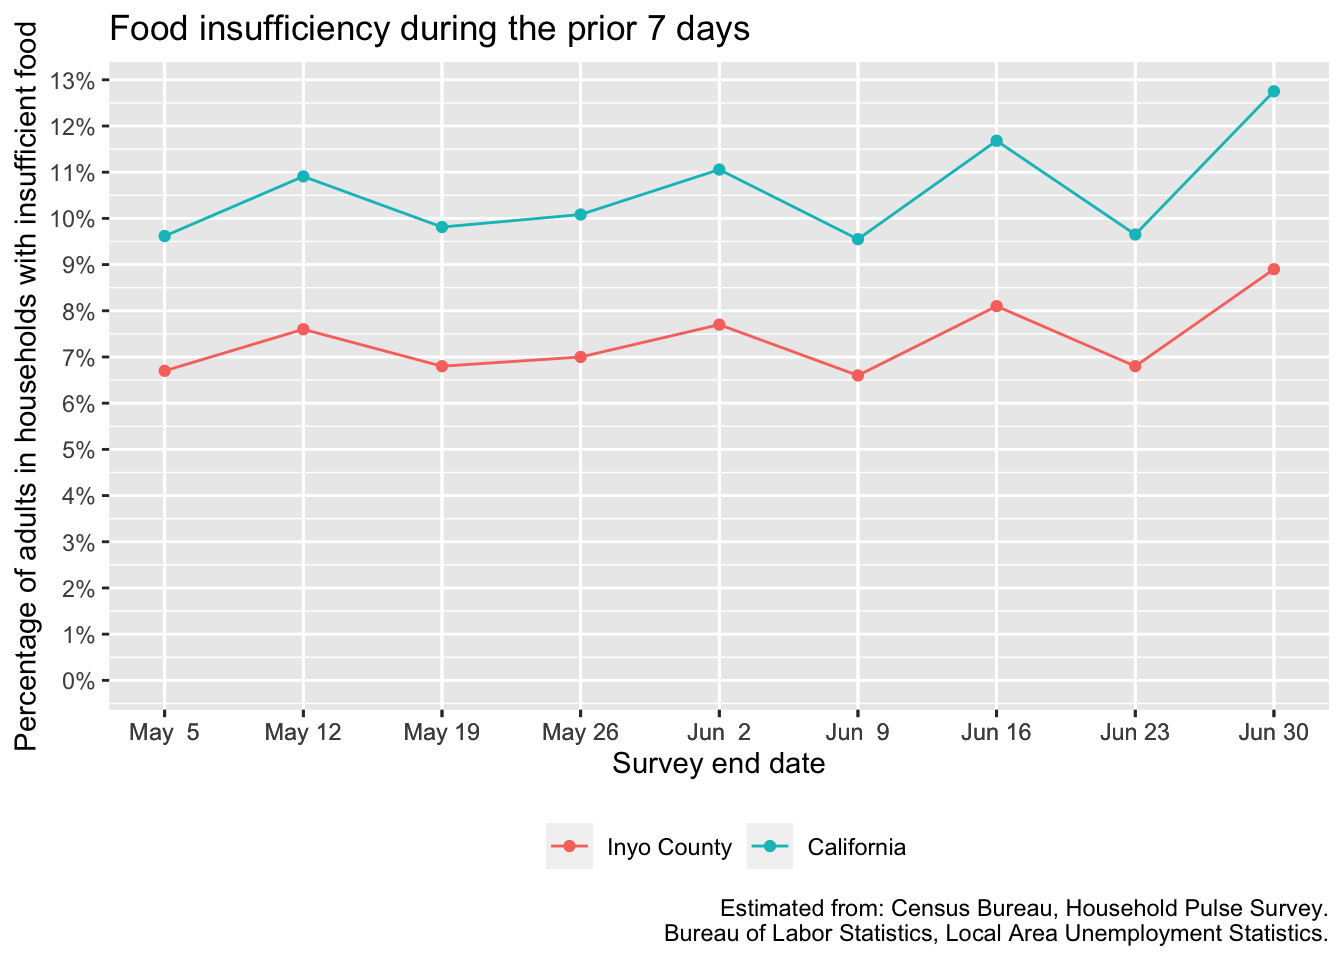 Food insufficiency during the prior 7 days
Percentage of adults in households with insufficient food
13%
12%
11%
10%
9%
8%
7%
6%
5%
4%
3%
2%
1%
0%
May  5 May 12 May 19 May 26 Jun  2 Jun  9 Jun 16 Jun 23 Jun 30
Survey end date
Inyo County California
Estimated from: Census Bureau, Household Pulse Survey.
Bureau of Labor Statistics, Local Area Unemployment Statistics.